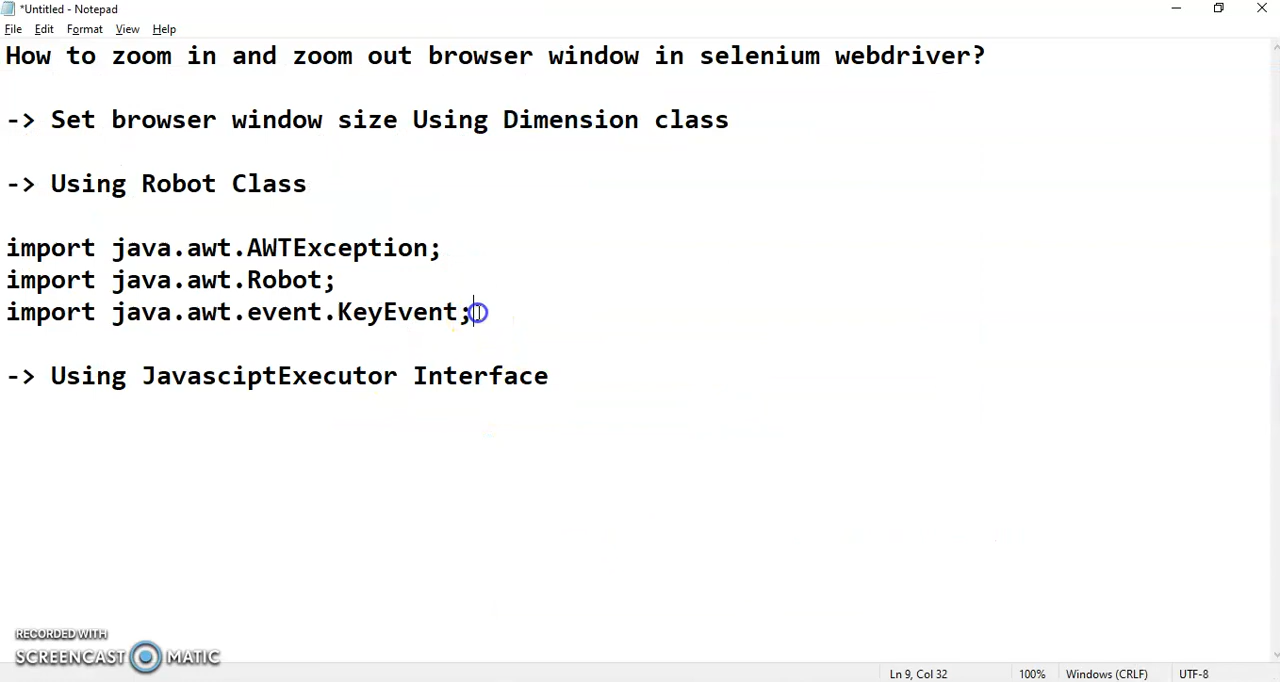 *Untitled - Notepad
File Edit Format View Help
How to zoom in and zoom out browser window in selenium webdriver?
-> Set browser window size Using Dimension class
-> Using Robot Class
import java.awt.AWTException;
import java.awt.Robot;
import java.awt.event.KeyEvent;
-> Using JavasciptExecutor Interface
RECORDED WITH
SCREENCAST MATIC
Ln 9, Col 32 100% Windows (CRLF) UTF-8